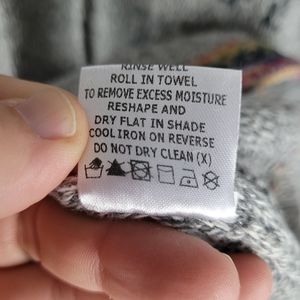 RINSE WELL
ROLL IN TOWEL
TO REMOVE EXCESS MOISTURE
RESHAPE AND
DRY FLAT IN SHADE
COOL IRON ON REVERSE
DO NOT DRY CLEAN (X)